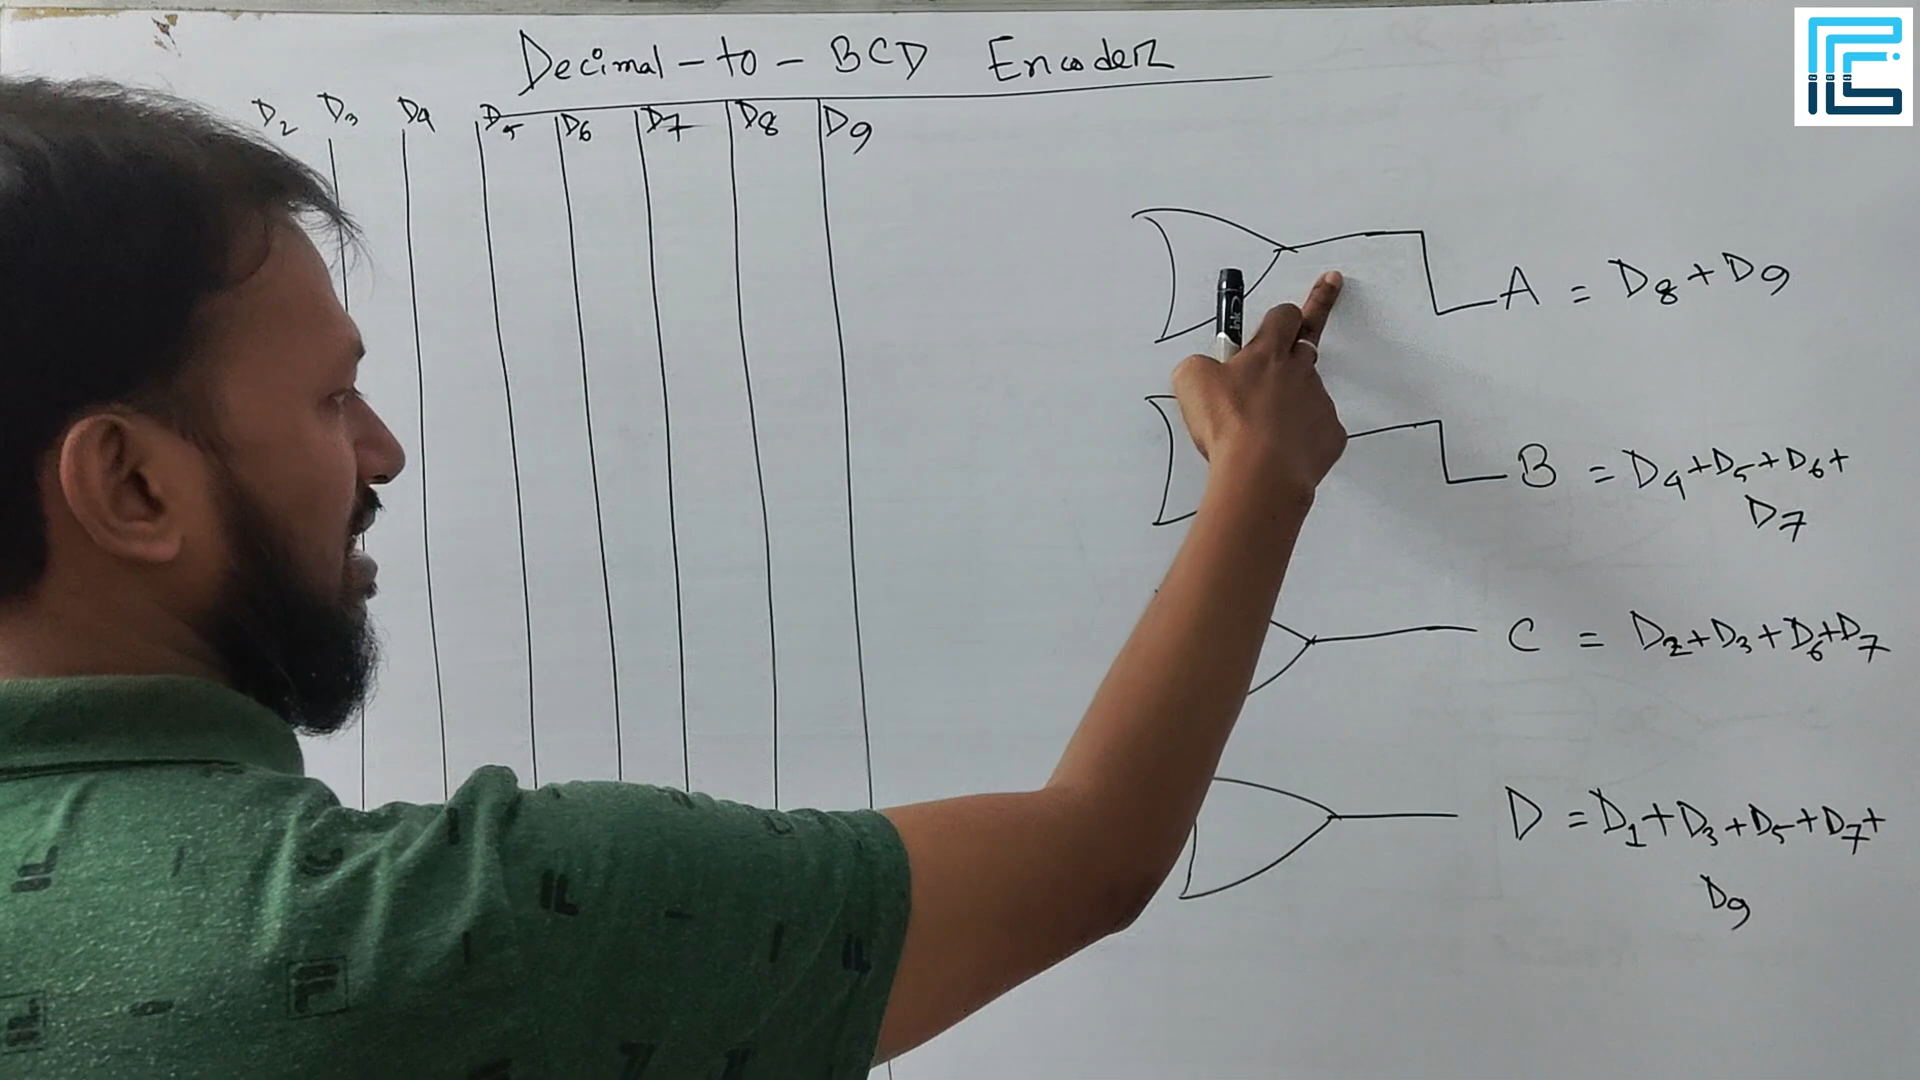 Decimal-to-BCD Encoder
D2 D3 D4 D5 D6 D7 D8 D9
A = D8+D9
B = D4+D5+D6+
D7
C = D2+D3+D6+D7
D = D1+D3+D5+D7+
D9